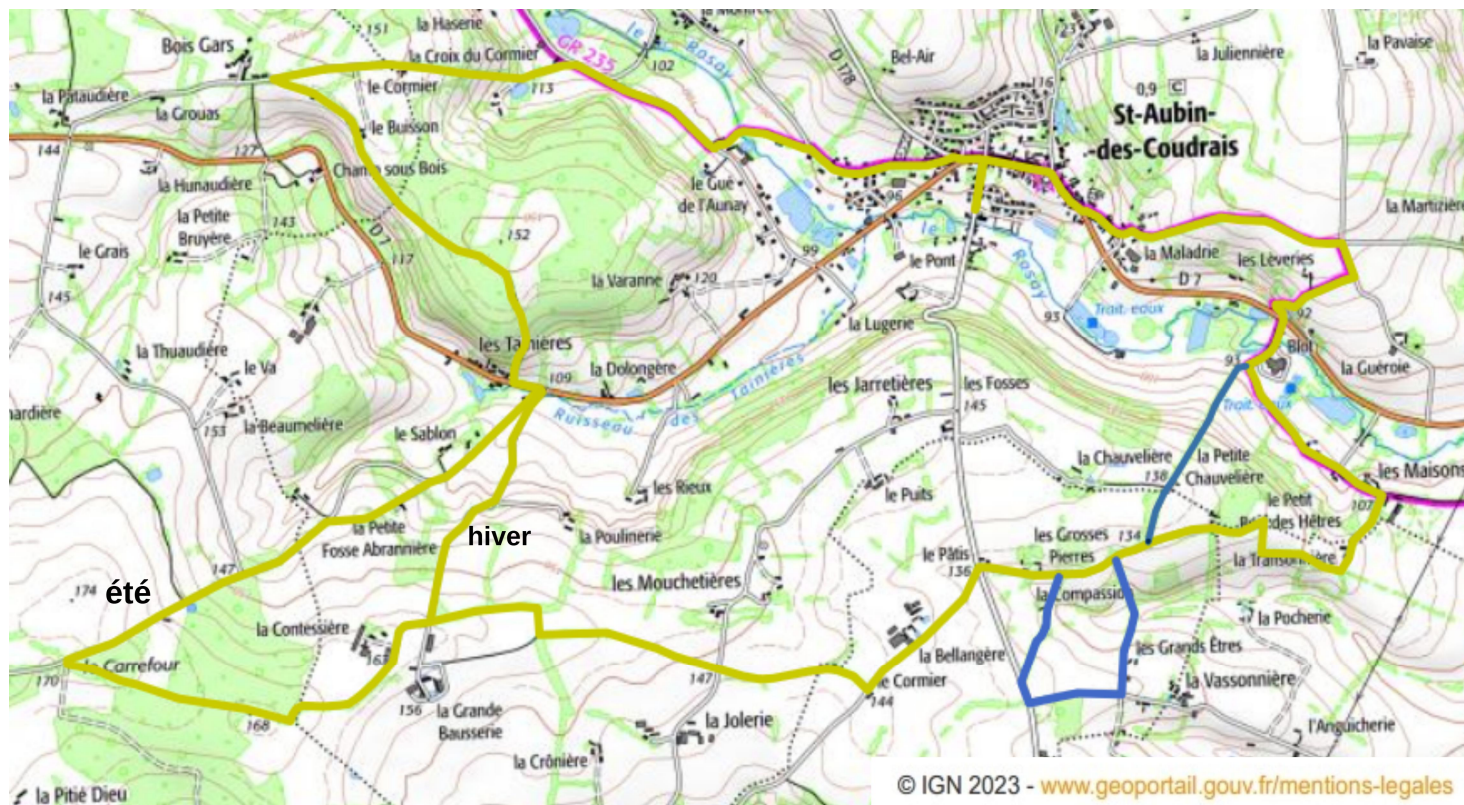 la Haserie
151
Bois Gars
la Croix du Cormier
GR 235
le Rosay
102
D 178
Bel-Air
123
la Juliennière
la Pavaise
la Pataudière
la Grouas
le Cormier
113
116
0,9 C
St-Aubin-
-des-Coudrais
le Buisson
144
127
Champ sous Bois
la Hunaudière
le Gué
de l'Aunay
98
la Martizière
la Petite
Bruyère
143
D 7
152
le Grais
117
99
le
le Pont
Rosay
la Maladrie
les Lèveries
D 7
la Varanne
120
145
93
Trait. eaux
92
la Lugerie
les Tainières
Blot
la Thuaudière
le Va
109
la Dolongère
Tainières
93
la Guéroie
les Jarretières
les Fosses
Ruisseau
des
145
Trait. eaux
153
la Beaumelière
le Sablon
la Chauvelière
138
la Petite
Chauvelière
les Maisons
les Rieux
le Puits
le Petit
107
la Petite
Fosse Abrannière
hiver
la Poulinerie
les Grosses
Pierres
134
des Hêtres
le Pâtis
136
la Transonnière
147
174
été
les Mouchetières
la Compassion
la Pocherie
la Contessière
163
les Grands Êtres
le Carrefour
170
la Bellangère
147
le Cormier
144
la Vassonnière
168
156
la Grande
Bausserie
la Jolerie
l'Anguicherie
la Crônière
la Pitié Dieu
© IGN 2023 - www.geoportail.gouv.fr/mentions-legales